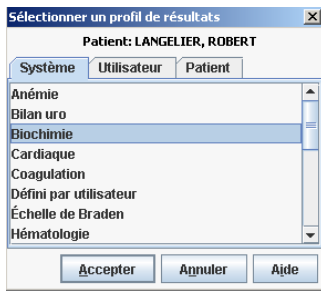 Sélectionner un profil de résultats
Patient: LANGELIER, ROBERT
Système Utilisateur Patient
Anémie
Bilan uro
Biochimie
Cardiaque
Coagulation
Défini par utilisateur
Échelle de Braden
Hématologie
Accepter Annuler Aide